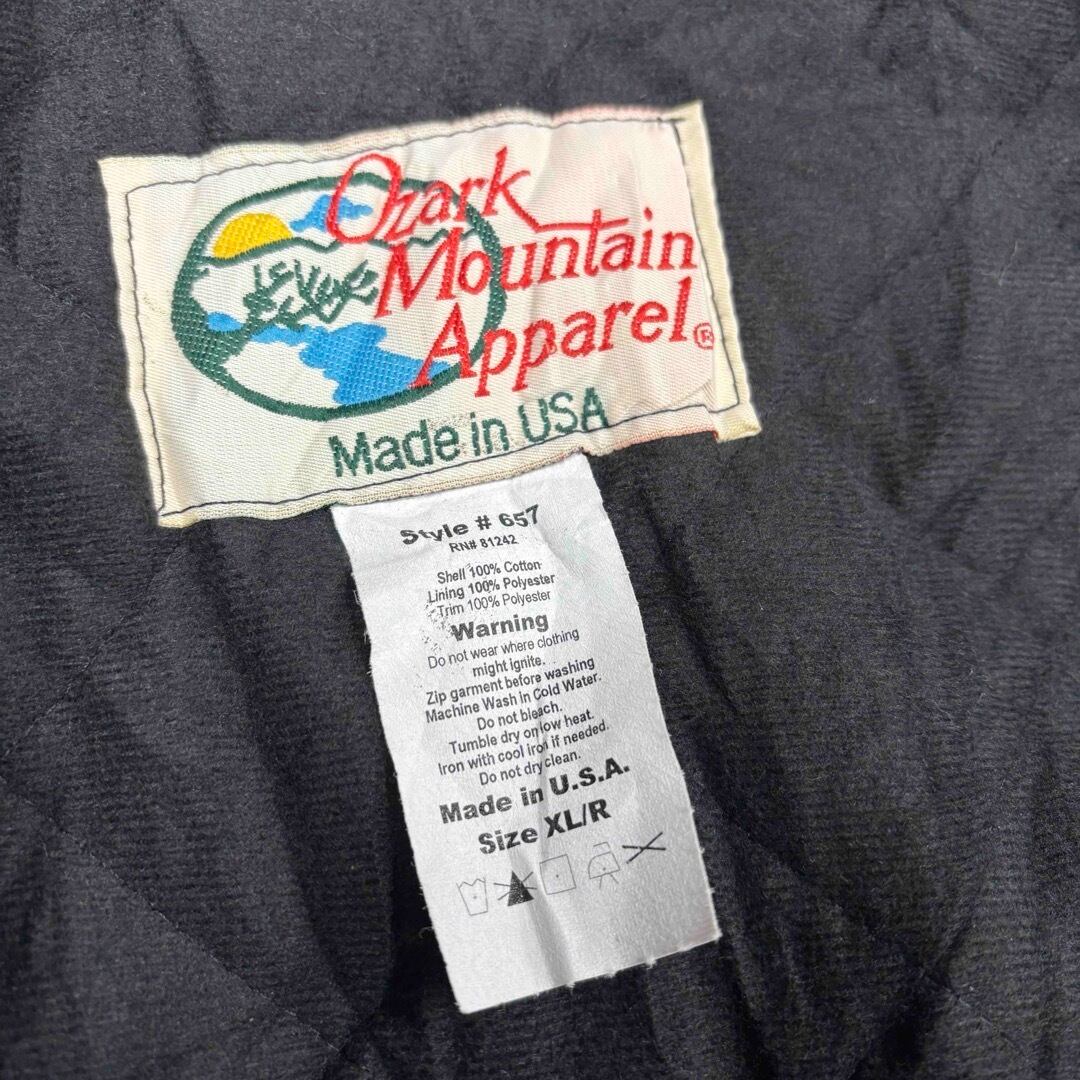 Ozark
Mountain
Apparel®
Made in USA
Style # 657
RN# 81242
Shell 100% Cotton
Lining 100% Polyester
Trim 100% Polyester
Warning
Do not wear where clothing
might ignite.
Zip garment before washing
Machine Wash in Cold Water.
Do not bleach.
Tumble dry on low heat.
Iron with cool iron if needed.
Do not dry clean.
Made in U.S.A.
Size XL/R